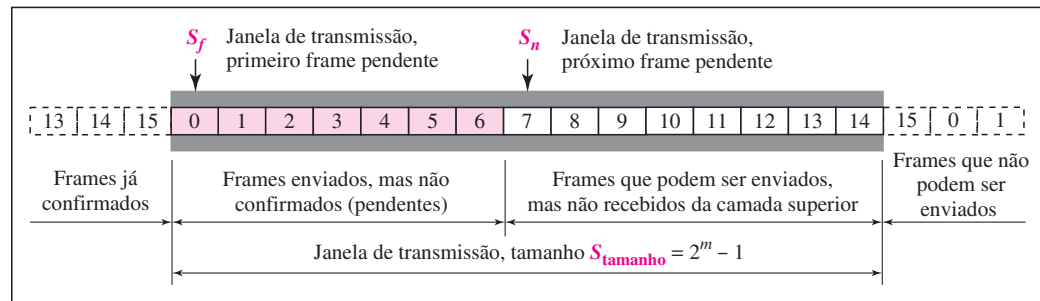 S_f Janela de transmissão,
primeiro frame pendente
S_n Janela de transmissão,
próximo frame pendente
13 14 15 0 1 2 3 4 5 6 7 8 9 10 11 12 13 14 15 0 1
Frames já
confirmados
Frames enviados, mas não
confirmados (pendentes)
Frames que podem ser enviados,
mas não recebidos da camada superior
Frames que não
podem ser
enviados
Janela de transmissão, tamanho S_tamanho = 2^m – 1